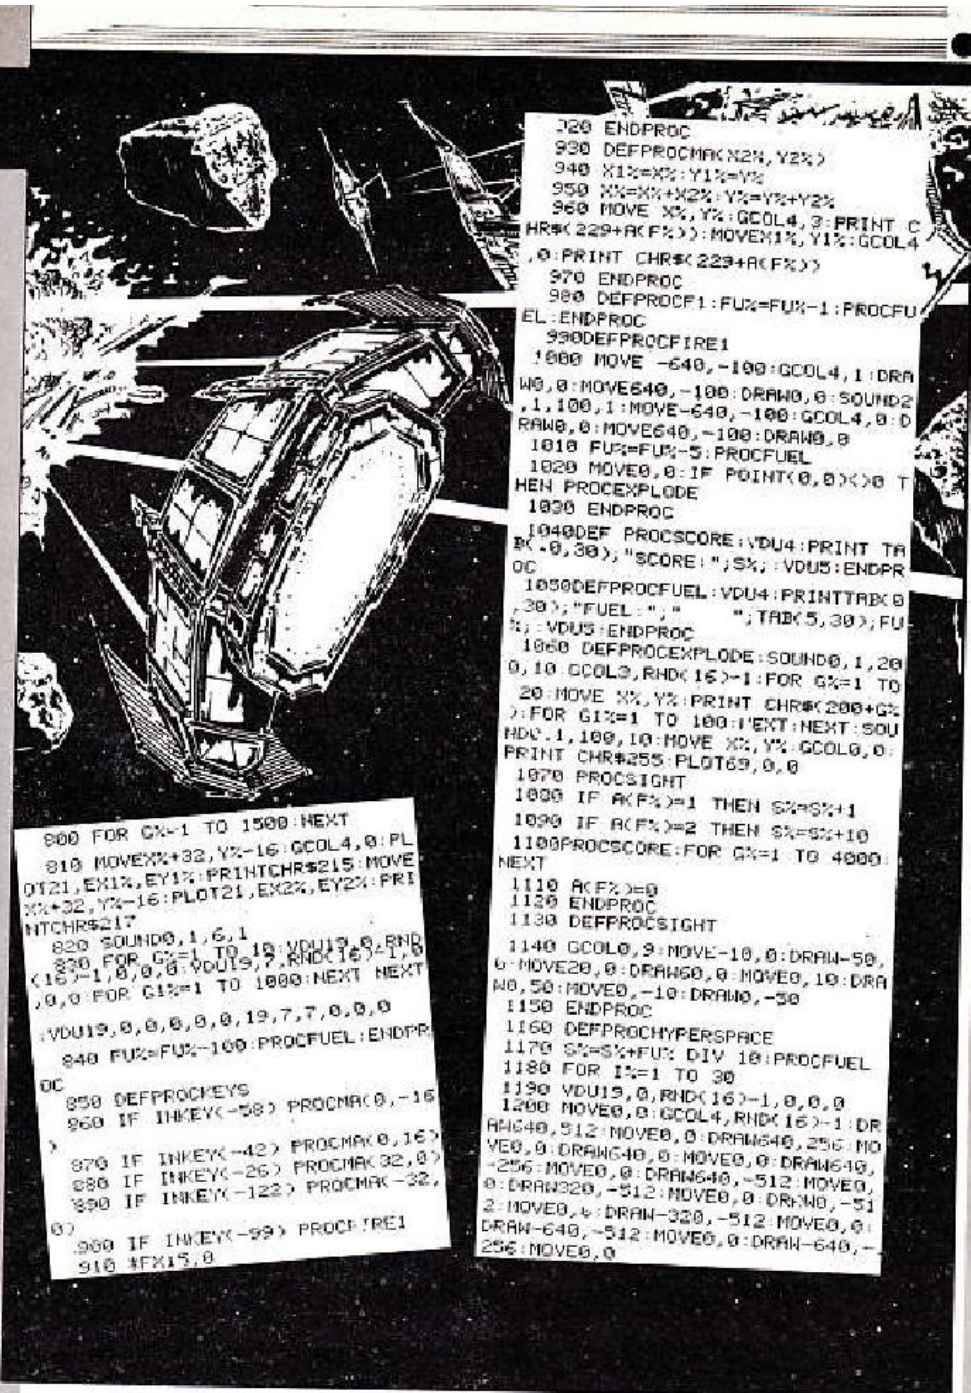 800 FOR G%=1 TO 1500:NEXT
810 MOVEX%+32,Y%-16:GCOL4,0:PL
OT21,EX1%,EY1%:PRINTCHR$215:MOVE
X%+32,Y%-16:PLOT21,EX2%,EY2%:PRI
NTCHR$217
820 SOUND0,1,6,1
830 FOR G%=1 TO 10:VDU19,0,RND
(16)-1,0,0,0:VDU19,7,RND(16)-1,0
,0,0:FOR G1%=1 TO 1000:NEXT NEXT
:VDU19,0,0,0,0,0,19,7,7,0,0,0
840 FU%=FU%-100:PROCFUEL:ENDPR
OC
850 DEFPROCKEYS
860 IF INKEY(-58) PROCMA(0,-16
)
870 IF INKEY(-42) PROCMA(0,16)
880 IF INKEY(-26) PROCMA(32,0)
890 IF INKEY(-122) PROCMA(-32,
0)
900 IF INKEY(-99) PROCFIRE1
910 *FX15,0
920 ENDPROC
930 DEFPROCMA(X2%,Y2%)
940 X1%=X%:Y1%=Y%
950 X%=X%+X2%:Y%=Y%+Y2%
960 MOVE X%,Y%:GCOL4,3:PRINT C
HR$(229+A(F%)):MOVEX1%,Y1%:GCOL4
,0:PRINT CHR$(229+A(F%))
970 ENDPROC
980 DEFPROCF1:FU%=FU%-1:PROCFU
EL:ENDPROC
990DEFPROCFIRE1
1000 MOVE -640,-100:GCOL4,1:DRA
W0,0:MOVE640,-100:DRAW0,0:SOUND2
,1,100,1:MOVE-640,-100:GCOL4,0:D
RAW0,0:MOVE640,-100:DRAW0,0
1010 FU%=FU%-5:PROCFUEL
1020 MOVE0,0:IF POINT(0,0)<>0 T
HEN PROCEXPLODE
1030 ENDPROC
1040DEF PROCSCORE:VDU4:PRINT TA
B( 0,30);"SCORE:";S%;:VDU5:ENDPR
OC
1050DEFPROCFUEL:VDU4:PRINTTAB(0
,30);"FUEL:";"     ";TAB(5,30);FU
%;:VDU5:ENDPROC
1060 DEFPROCEXPLODE:SOUND0,1,20
0,10:GCOL3,RND(16)-1:FOR G%=1 TO
20:MOVE X%,Y%:PRINT CHR$(200+G%
):FOR G1%=1 TO 100:NEXT:NEXT:SOU
ND0,1,100,10:MOVE X%,Y%:GCOL0,0:
PRINT CHR$255:PLOT69,0,0
1070 PROCSIGHT
1080 IF A(F%)=1 THEN S%=S%+1
1090 IF A(F%)=2 THEN S%=S%+10
1100PROCSCORE:FOR G%=1 TO 4000:
NEXT
1110 A(F%)=0
1120 ENDPROC
1130 DEFPROCSIGHT
1140 GCOL0,9:MOVE-10,0:DRAW-50,
0:MOVE20,0:DRAW60,0:MOVE0,10:DRA
W0,50:MOVE0,-10:DRAW0,-50
1150 ENDPROC
1160 DEFPROCHYPERSPACE
1170 S%=S%+FU% DIV 10:PROCFUEL
1180 FOR I%=1 TO 30
1190 VDU19,0,RND(16)-1,0,0,0
1200 MOVE0,0:GCOL4,RND(16)-1:DR
AW640,512:MOVE0,0:DRAW640,256:MO
VE0,0:DRAW640,0:MOVE0,0:DRAW640,
-256:MOVE0,0:DRAW640,-512:MOVE0,
0:DRAW320,-512:MOVE0,0:DRAW0,-51
2:MOVE0,0:DRAW-320,-512:MOVE0,0:
DRAW-640,-512:MOVE0,0:DRAW-640,-
256:MOVE0,0